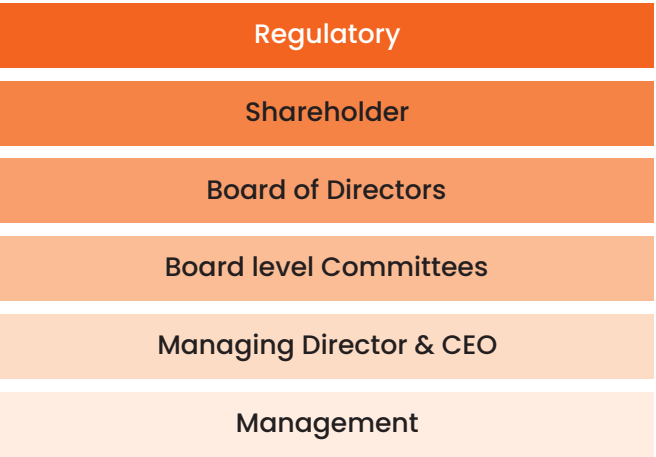 Regulatory
Shareholder
Board of Directors
Board level Committees
Managing Director & CEO
Management